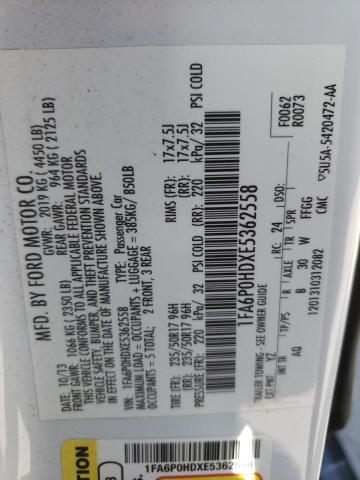 MFD. BY FORD MOTOR CO.
DATE: 10/13 GVWR: 2019 KG ( 4450 LB)
FRONT GAWR: 1066 KG ( 2350 LB) REAR GAWR: 964 KG ( 2125 LB)
THIS VEHICLE CONFORMS TO ALL APPLICABLE FEDERAL MOTOR
VEHICLE SAFETY, BUMPER, AND THEFT PREVENTION STANDARDS
IN EFFECT ON THE DATE OF MANUFACTURE SHOWN ABOVE.
VIN: 1FA6P0HDXE5362558 TYPE: Passenger Car
MAXIMUM LOAD = OCCUPANTS + LUGGAGE = 385KG/ 850LB
OCCUPANTS = 5 TOTAL: 2 FRONT, 3 REAR
TIRE (FR): 235/50R17 96H RIMS (FR): 17x7.5J
TIRE (RR): 235/50R17 96H (RR): 17x7.5J
PRESSURE (FR): 220 kPa/ 32 PSI COLD (RR): 220 kPa/ 32 PSI COLD
1FA6P0HDXE5362558
F0062
R0073
TRAILER TOWING - SEE OWNER GUIDE
EXT PNT: YZ RC: 24 DSO:
INT TR TP/PS R AXLE TR SPR
AQ B 30 W FFGG
1201310312082 CMC ▽5U5A-5420472-AA
1FA6P0HDXE5362558